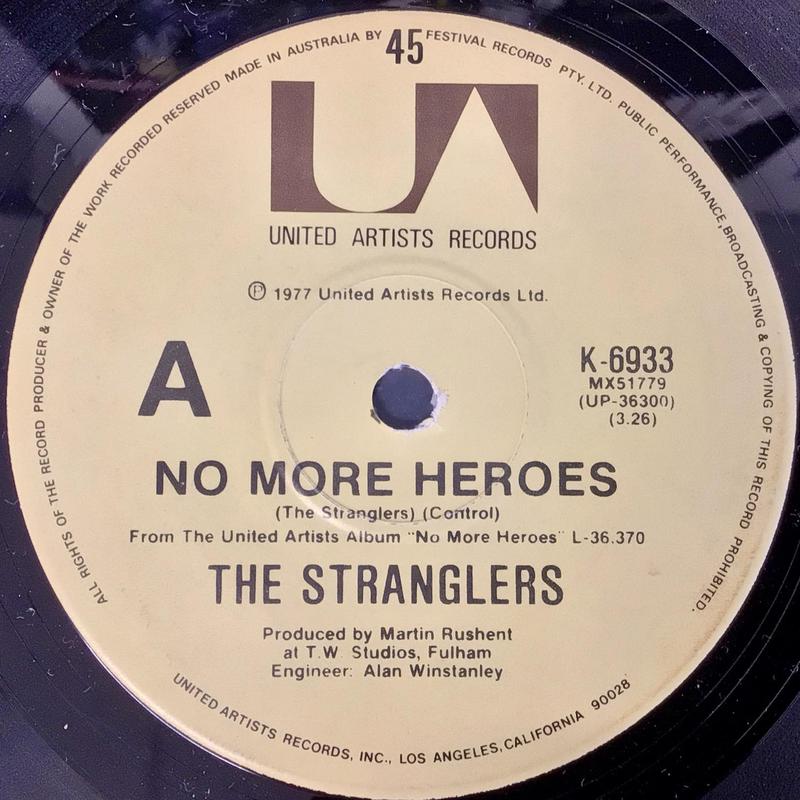 ALL RIGHTS OF THE RECORD PRODUCER & OWNER OF THE WORK RECORDED RESERVED MADE IN AUSTRALIA BY 45 FESTIVAL RECORDS PTY. LTD. PUBLIC PERFORMANCE, BROADCASTING & COPYING OF THIS RECORD PROHIBITED.
UA
UNITED ARTISTS RECORDS
℗ 1977 United Artists Records Ltd.
A
K-6933
MX51779
(UP-36300)
(3.26)
NO MORE HEROES
(The Stranglers) (Control)
From The United Artists Album "No More Heroes" L-36.370
THE STRANGLERS
Produced by Martin Rushent
at T.W. Studios, Fulham
Engineer: Alan Winstanley
UNITED ARTISTS RECORDS, INC., LOS ANGELES, CALIFORNIA 90028